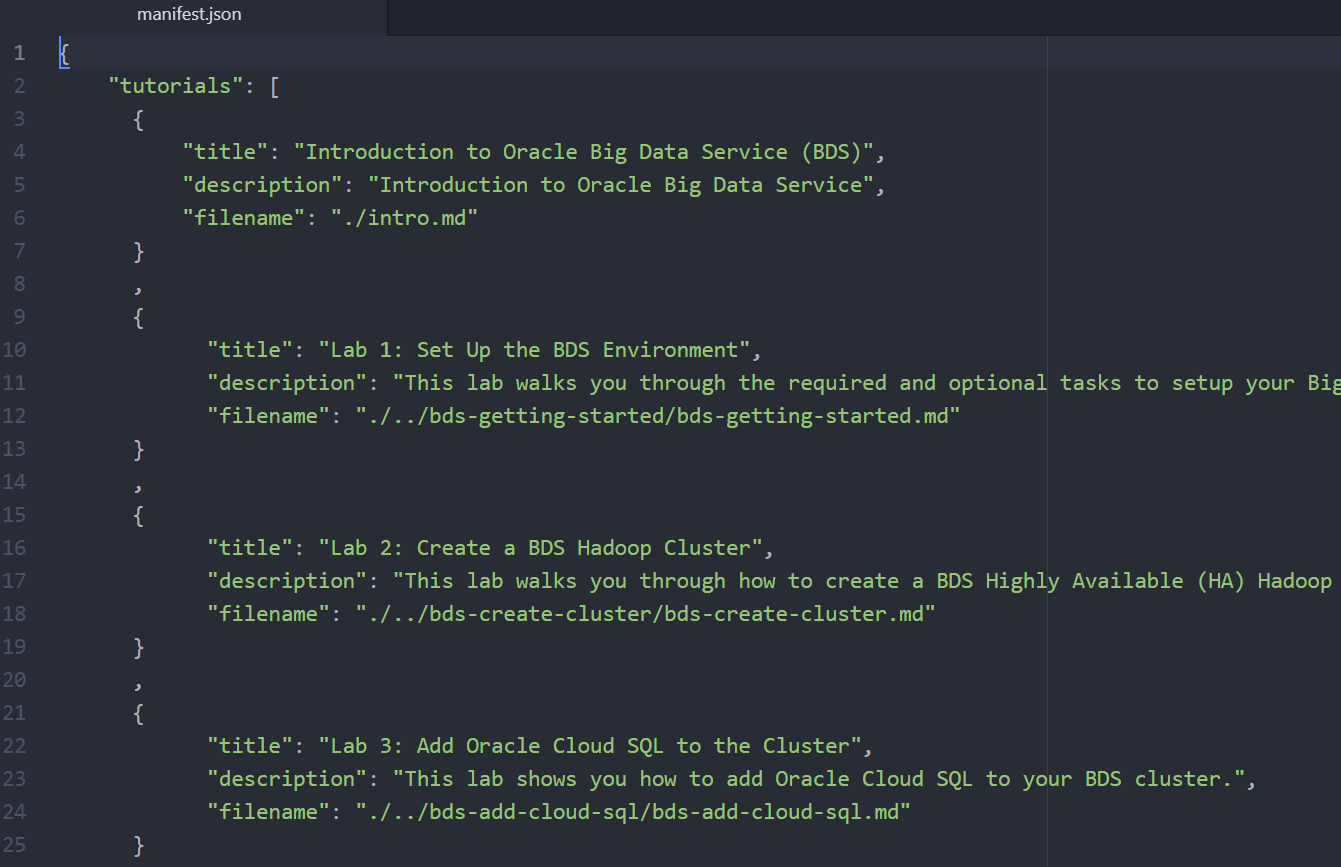 manifest.json
1 {
2 "tutorials": [
3 {
4 "title": "Introduction to Oracle Big Data Service (BDS)",
5 "description": "Introduction to Oracle Big Data Service",
6 "filename": "./intro.md"
7 }
8 ,
9 {
10 "title": "Lab 1: Set Up the BDS Environment",
11 "description": "This lab walks you through the required and optional tasks to setup your Big
12 "filename": "./../bds-getting-started/bds-getting-started.md"
13 }
14 ,
15 {
16 "title": "Lab 2: Create a BDS Hadoop Cluster",
17 "description": "This lab walks you through how to create a BDS Highly Available (HA) Hadoop
18 "filename": "./../bds-create-cluster/bds-create-cluster.md"
19 }
20 ,
21 {
22 "title": "Lab 3: Add Oracle Cloud SQL to the Cluster",
23 "description": "This lab shows you how to add Oracle Cloud SQL to your BDS cluster.",
24 "filename": "./../bds-add-cloud-sql/bds-add-cloud-sql.md"
25 }